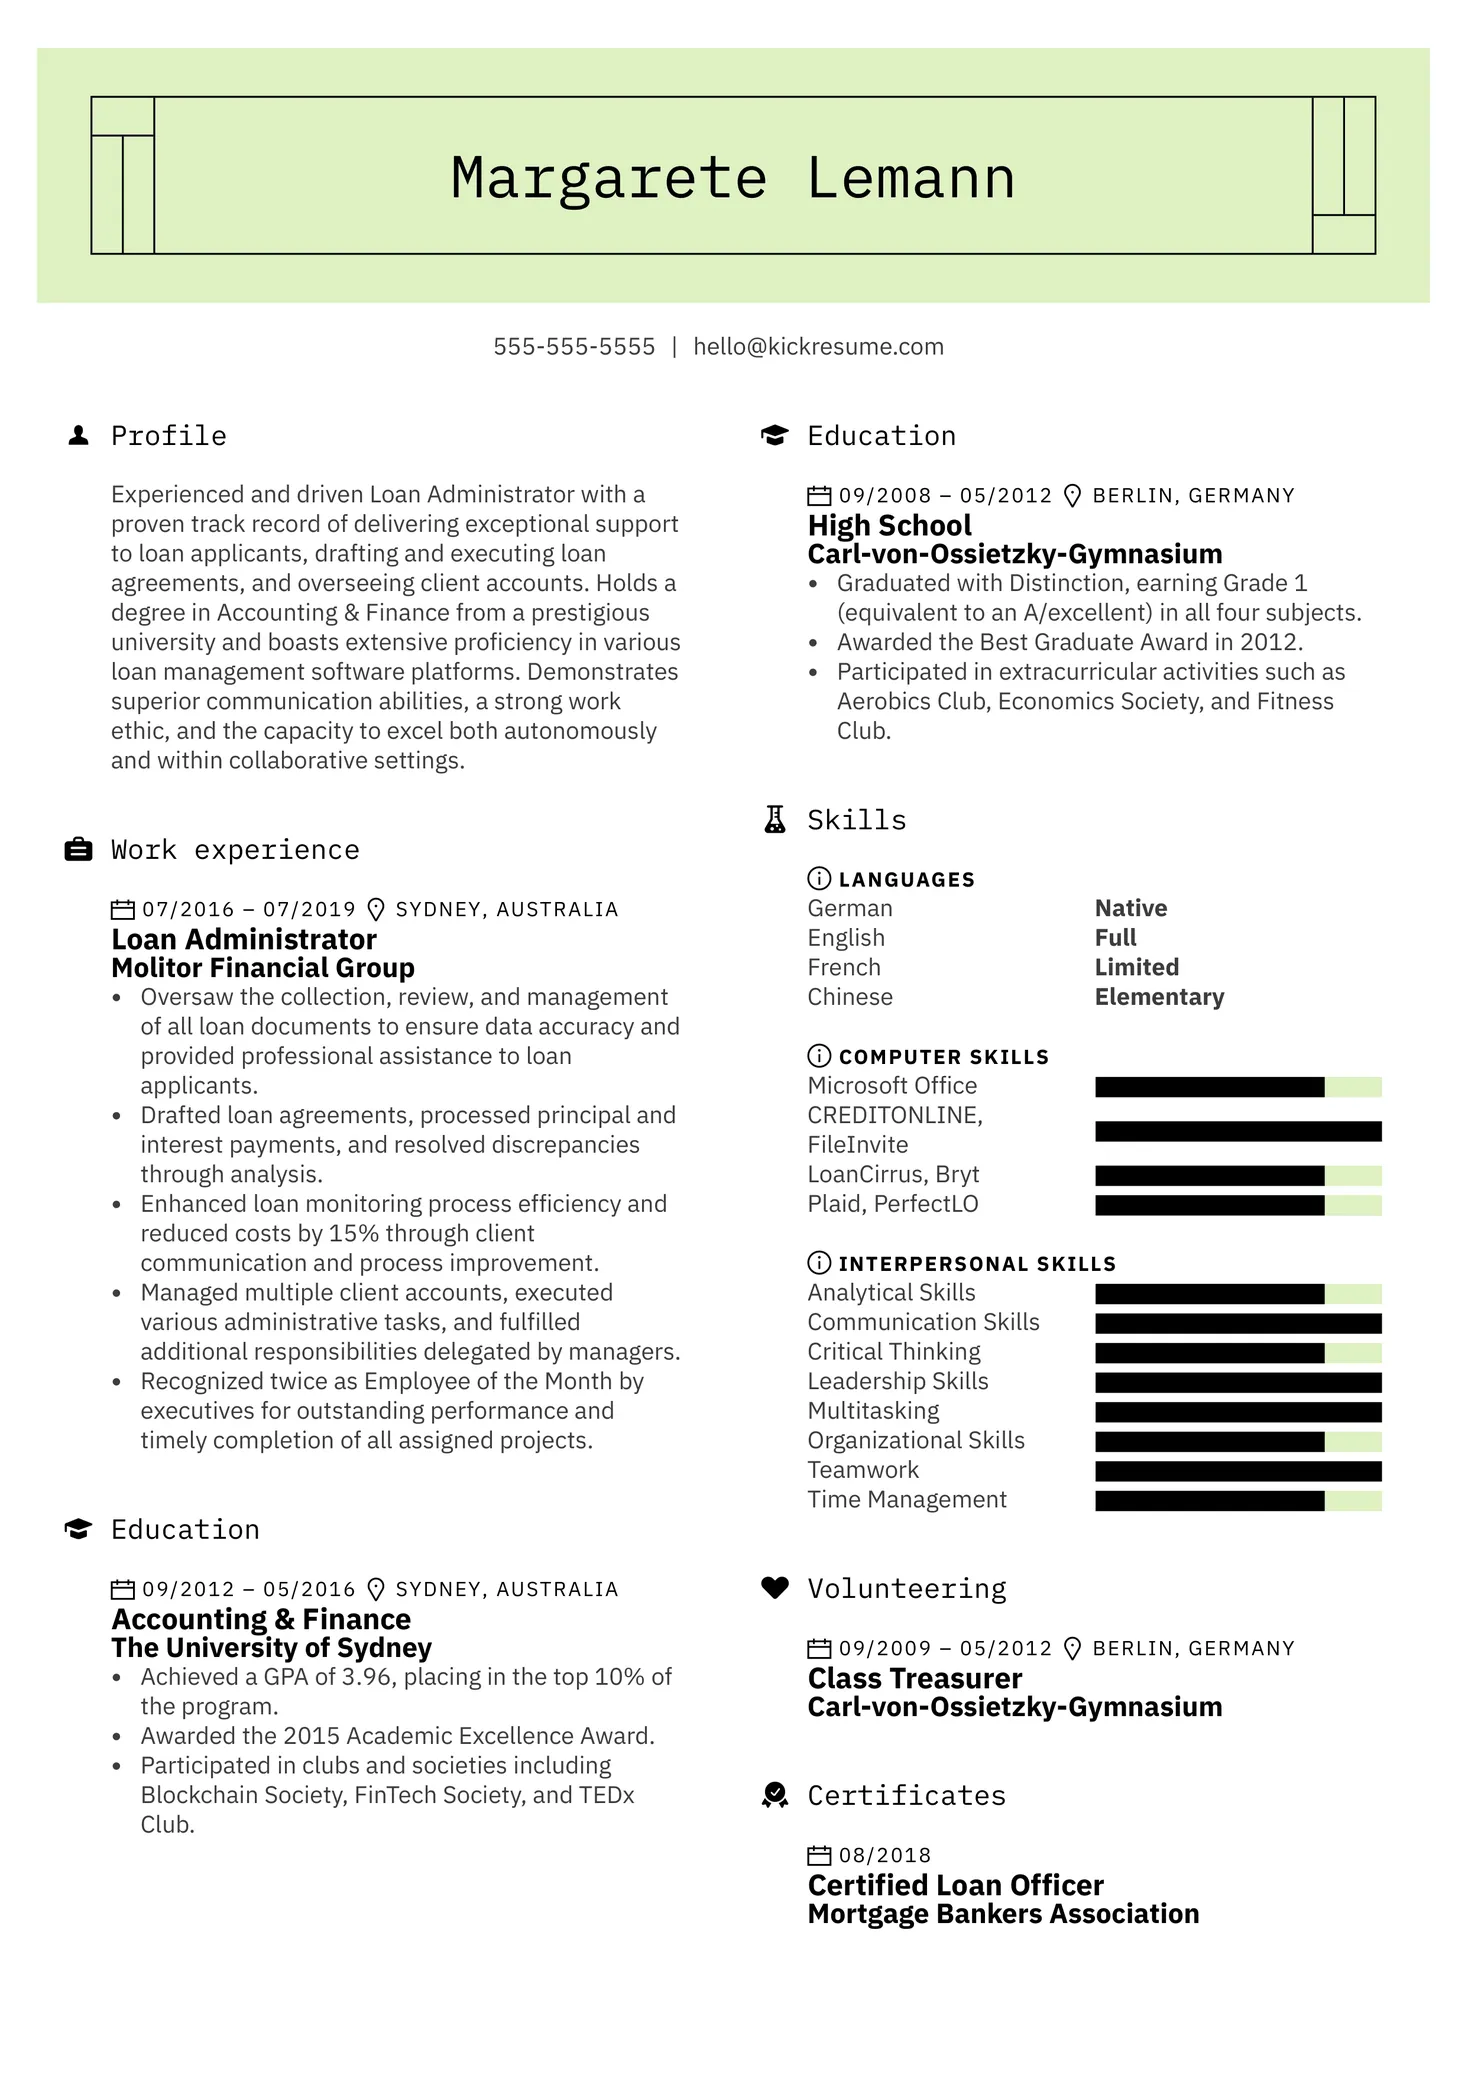 Margarete Lemann
555-555-5555 | hello@kickresume.com
Profile
Experienced and driven Loan Administrator with a
proven track record of delivering exceptional support
to loan applicants, drafting and executing loan
agreements, and overseeing client accounts. Holds a
degree in Accounting & Finance from a prestigious
university and boasts extensive proficiency in various
loan management software platforms. Demonstrates
superior communication abilities, a strong work
ethic, and the capacity to excel both autonomously
and within collaborative settings.
Work experience
07/2016 – 07/2019 SYDNEY, AUSTRALIA
Loan Administrator
Molitor Financial Group
• Oversaw the collection, review, and management
of all loan documents to ensure data accuracy and
provided professional assistance to loan
applicants.
• Drafted loan agreements, processed principal and
interest payments, and resolved discrepancies
through analysis.
• Enhanced loan monitoring process efficiency and
reduced costs by 15% through client
communication and process improvement.
• Managed multiple client accounts, executed
various administrative tasks, and fulfilled
additional responsibilities delegated by managers.
• Recognized twice as Employee of the Month by
executives for outstanding performance and
timely completion of all assigned projects.
Education
09/2012 – 05/2016 SYDNEY, AUSTRALIA
Accounting & Finance
The University of Sydney
• Achieved a GPA of 3.96, placing in the top 10% of
the program.
• Awarded the 2015 Academic Excellence Award.
• Participated in clubs and societies including
Blockchain Society, FinTech Society, and TEDx
Club.
Education
09/2008 – 05/2012 BERLIN, GERMANY
High School
Carl-von-Ossietzky-Gymnasium
• Graduated with Distinction, earning Grade 1
(equivalent to an A/excellent) in all four subjects.
• Awarded the Best Graduate Award in 2012.
• Participated in extracurricular activities such as
Aerobics Club, Economics Society, and Fitness
Club.
Skills
LANGUAGES
German Native
English Full
French Limited
Chinese Elementary
COMPUTER SKILLS
Microsoft Office
CREDITONLINE,
FileInvite
LoanCirrus, Bryt
Plaid, PerfectLO
INTERPERSONAL SKILLS
Analytical Skills
Communication Skills
Critical Thinking
Leadership Skills
Multitasking
Organizational Skills
Teamwork
Time Management
Volunteering
09/2009 – 05/2012 BERLIN, GERMANY
Class Treasurer
Carl-von-Ossietzky-Gymnasium
Certificates
08/2018
Certified Loan Officer
Mortgage Bankers Association